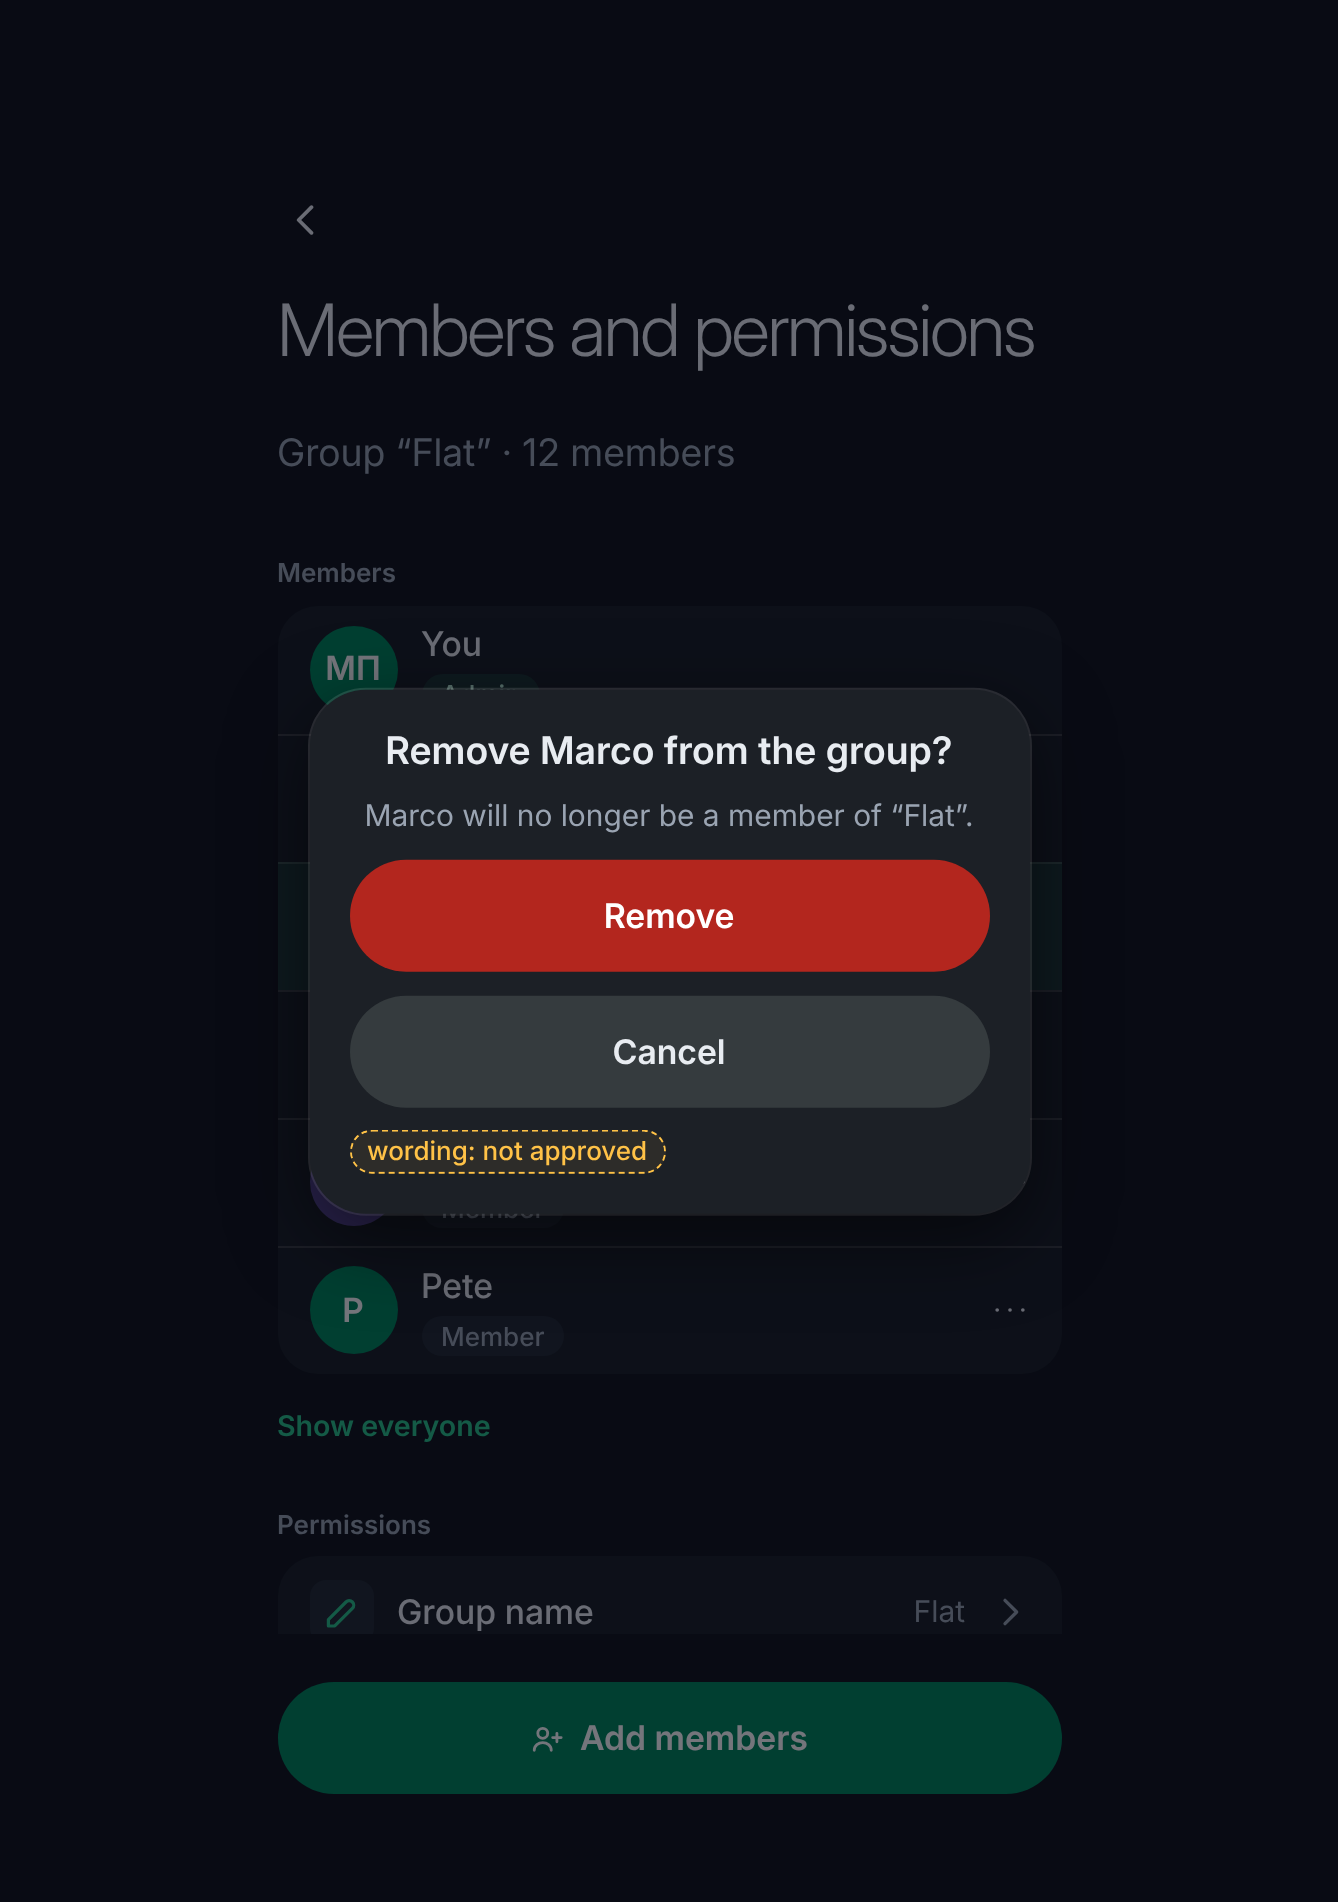 Members and permissions
Group “Flat” · 12 members
Members
МП
You
Remove Marco from the group?
Marco will no longer be a member of “Flat”.
Remove
Cancel
wording: not approved
P
Pete
Member
Show everyone
Permissions
Group name
Flat
Add members